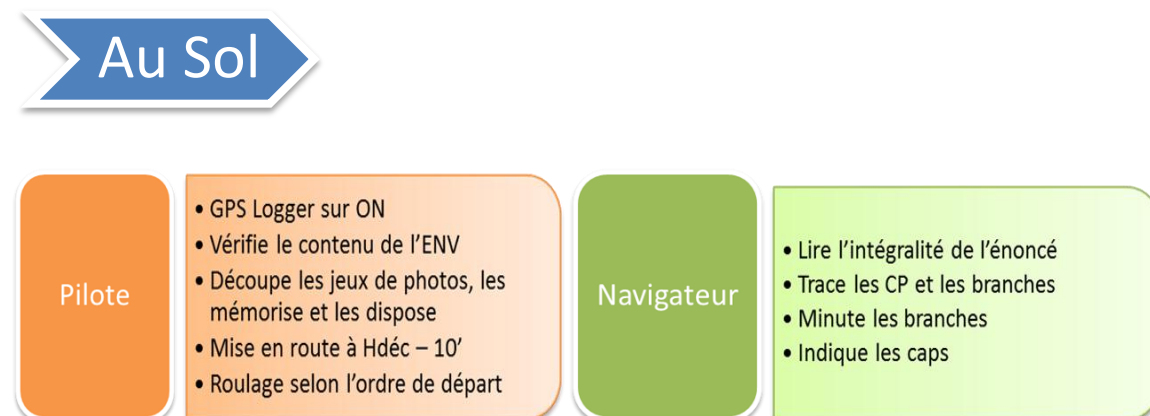 Au Sol
Pilote
• GPS Logger sur ON
• Vérifie le contenu de l’ENV
• Découpe les jeux de photos, les
mémorise et les dispose
• Mise en route à Hdéc – 10’
• Roulage selon l’ordre de départ
Navigateur
• Lire l’intégralité de l’énoncé
• Trace les CP et les branches
• Minute les branches
• Indique les caps